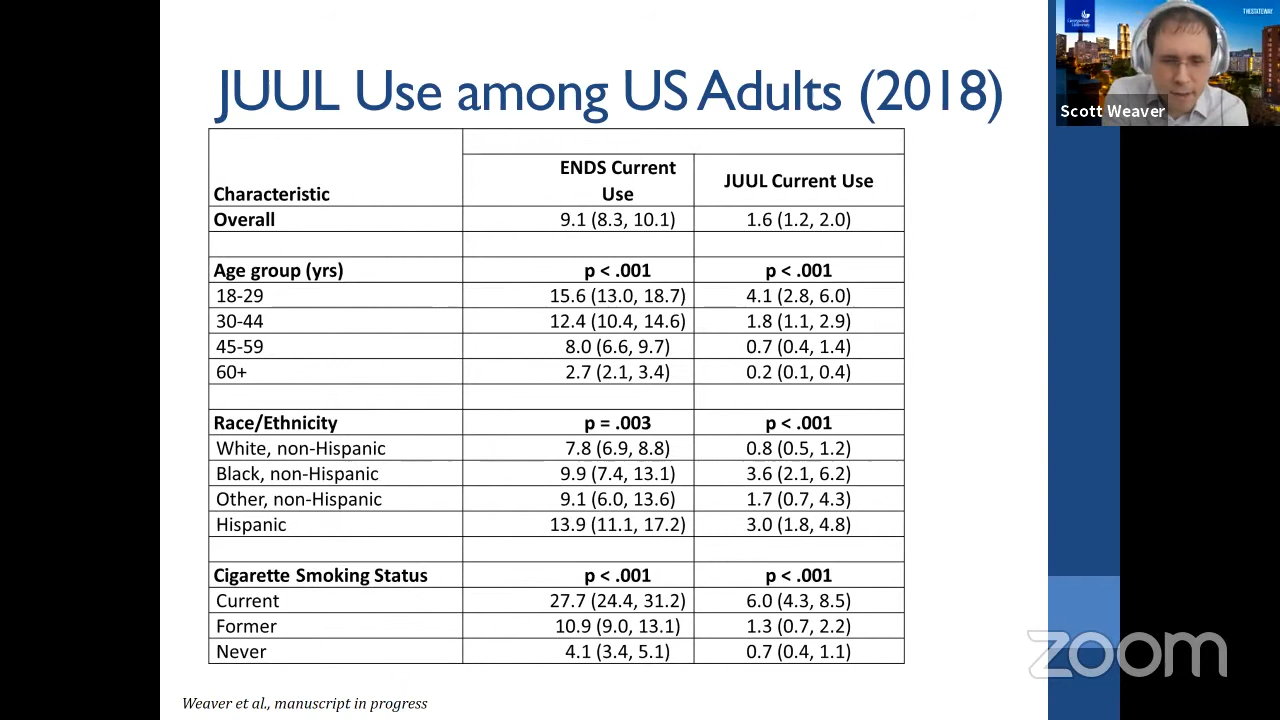 JUUL Use among US Adults (2018)
THESTATEWAY
Georgia State
University
Scott Weaver
Characteristic
ENDS Current
Use
JUUL Current Use
Overall 9.1 (8.3, 10.1) 1.6 (1.2, 2.0)
Age group (yrs) p < .001 p < .001
18-29 15.6 (13.0, 18.7) 4.1 (2.8, 6.0)
30-44 12.4 (10.4, 14.6) 1.8 (1.1, 2.9)
45-59 8.0 (6.6, 9.7) 0.7 (0.4, 1.4)
60+ 2.7 (2.1, 3.4) 0.2 (0.1, 0.4)
Race/Ethnicity p = .003 p < .001
White, non-Hispanic 7.8 (6.9, 8.8) 0.8 (0.5, 1.2)
Black, non-Hispanic 9.9 (7.4, 13.1) 3.6 (2.1, 6.2)
Other, non-Hispanic 9.1 (6.0, 13.6) 1.7 (0.7, 4.3)
Hispanic 13.9 (11.1, 17.2) 3.0 (1.8, 4.8)
Cigarette Smoking Status p < .001 p < .001
Current 27.7 (24.4, 31.2) 6.0 (4.3, 8.5)
Former 10.9 (9.0, 13.1) 1.3 (0.7, 2.2)
Never 4.1 (3.4, 5.1) 0.7 (0.4, 1.1)
zoom
Weaver et al., manuscript in progress